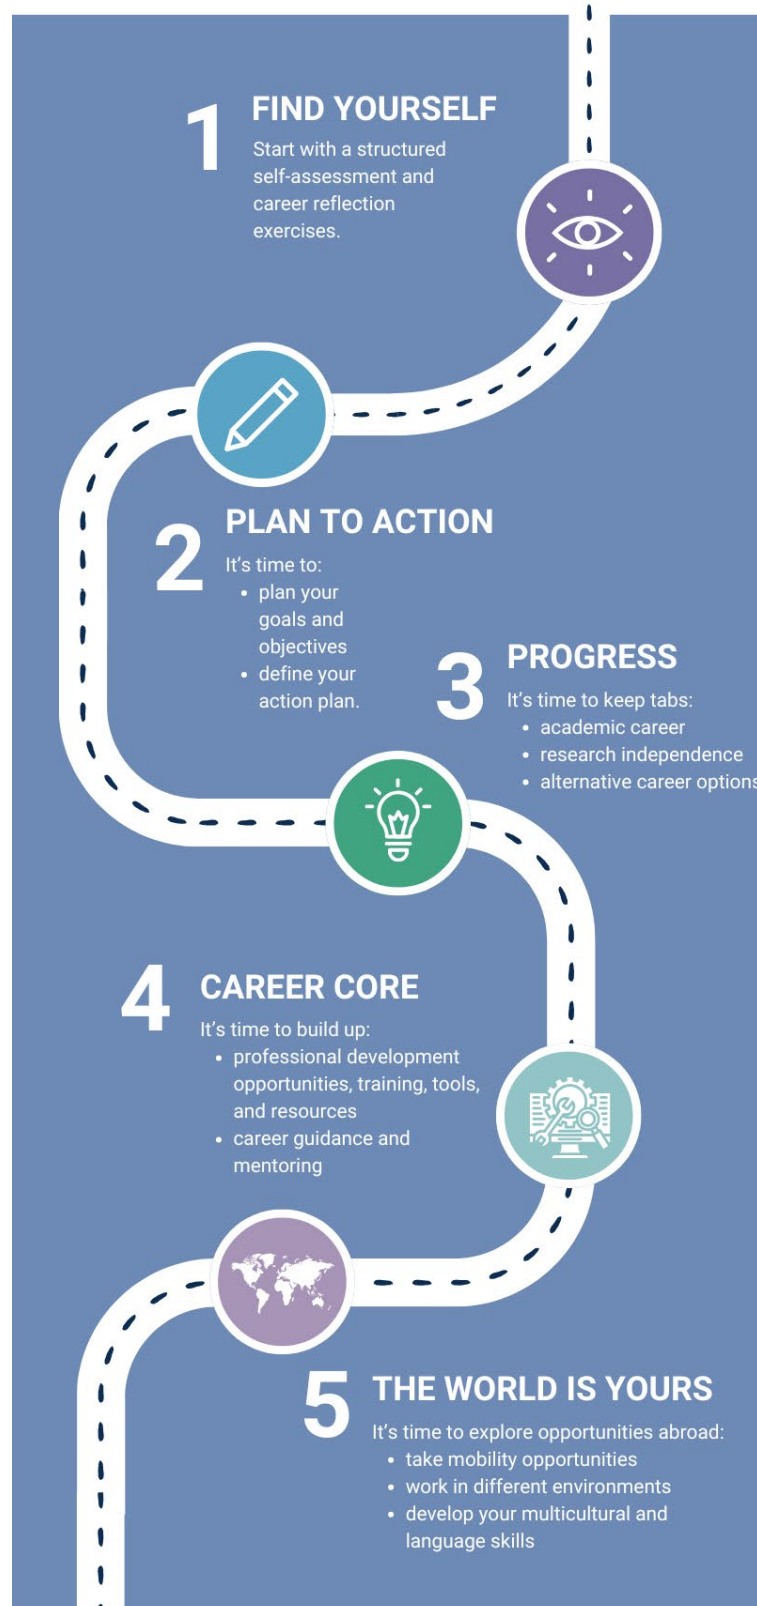 1
FIND YOURSELF
Start with a structured
self-assessment and
career reflection
exercises.
2
PLAN TO ACTION
It's time to:
• plan your
goals and
objectives
• define your
action plan.
3
PROGRESS
It's time to keep tabs:
• academic career
• research independence
• alternative career options
4
CAREER CORE
It's time to build up:
• professional development
opportunities, training, tools,
and resources
• career guidance and
mentoring
5
THE WORLD IS YOURS
It's time to explore opportunities abroad:
• take mobility opportunities
• work in different environments
• develop your multicultural and
language skills